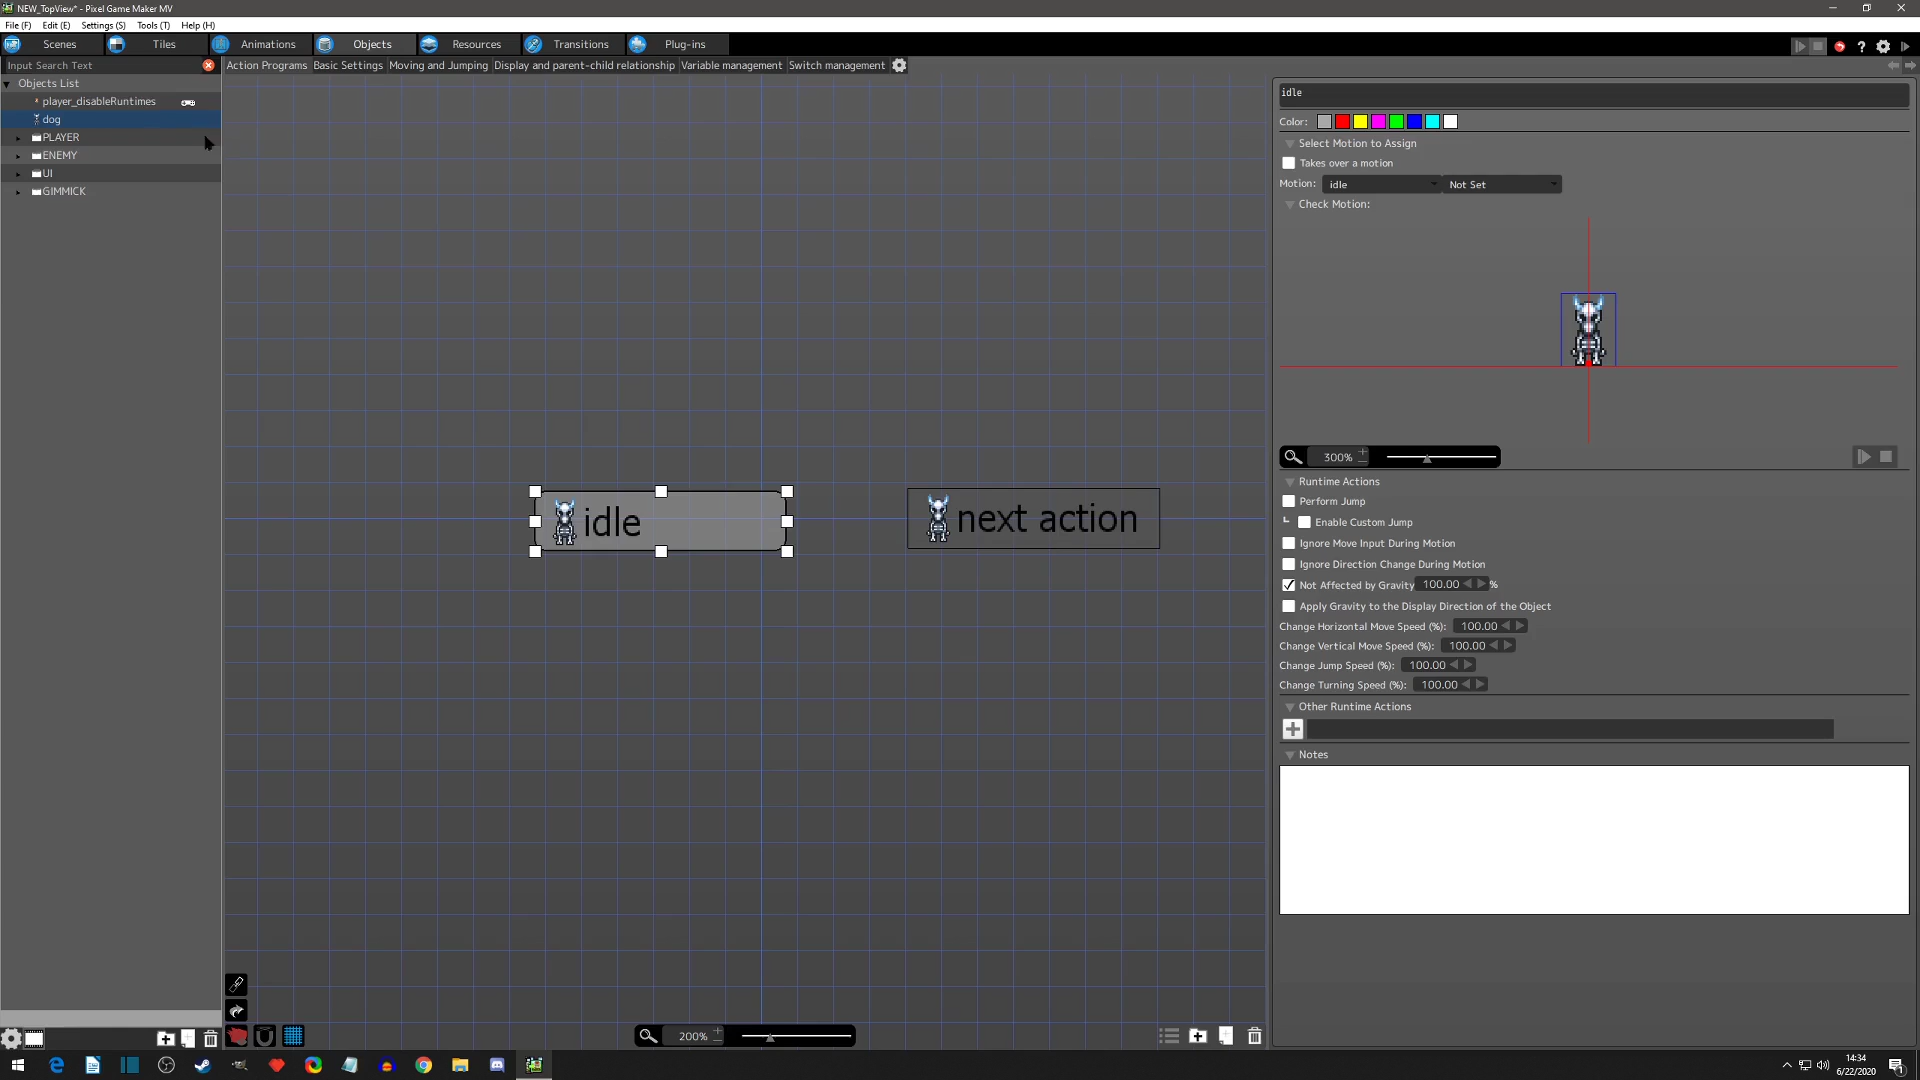 NEW_TopView* - Pixel Game Maker MV
File (F) Edit (E) Settings (S) Tools (T) Help (H)
Scenes Tiles Animations Objects Resources Transitions Plug-ins
Input Search Text
Action Programs Basic Settings Moving and Jumping Display and parent-child relationship Variable management Switch management
Objects List
player_disableRuntimes
dog
PLAYER
ENEMY
UI
GIMMICK
idle
next action
200%
idle
Color:
Select Motion to Assign
Takes over a motion
Motion: idle Not Set
Check Motion:
300%
Runtime Actions
Perform Jump
Enable Custom Jump
Ignore Move Input During Motion
Ignore Direction Change During Motion
Not Affected by Gravity 100.00 %
Apply Gravity to the Display Direction of the Object
Change Horizontal Move Speed (%): 100.00
Change Vertical Move Speed (%): 100.00
Change Jump Speed (%): 100.00
Change Turning Speed (%): 100.00
Other Runtime Actions
Notes
14:34
6/22/2020